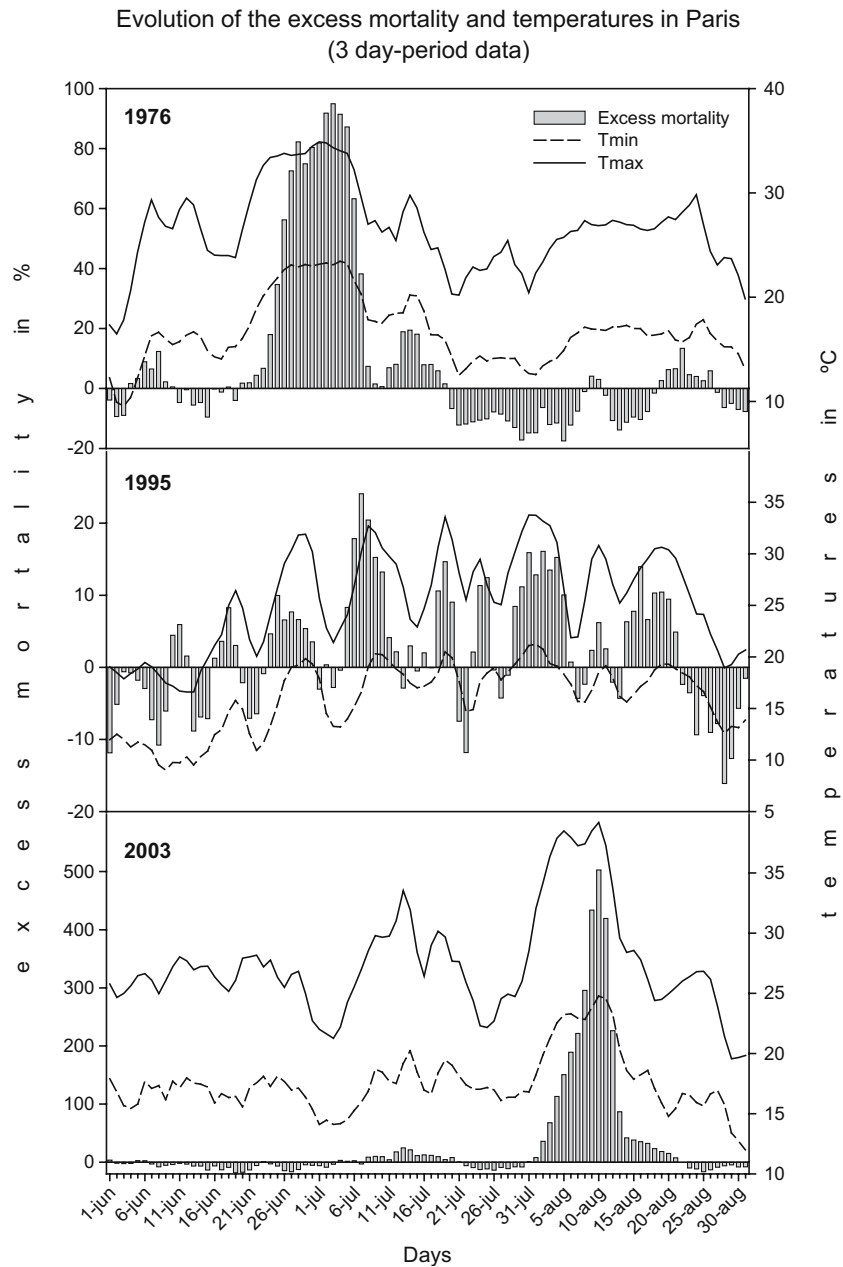 Evolution of the excess mortality and temperatures in Paris
(3 day-period data)
excess mortality in %
temperatures in ºC
1976
Excess mortality
Tmin
Tmax
100
80
60
40
20
0
-20
40
30
20
10
1995
20
10
0
-10
-20
35
30
25
20
15
10
5
2003
500
400
300
200
100
0
35
30
25
20
15
10
1-jun
6-jun
11-jun
16-jun
21-jun
26-jun
1-jul
6-jul
11-jul
16-jul
21-jul
26-jul
31-jul
5-aug
10-aug
15-aug
20-aug
25-aug
30-aug
Days